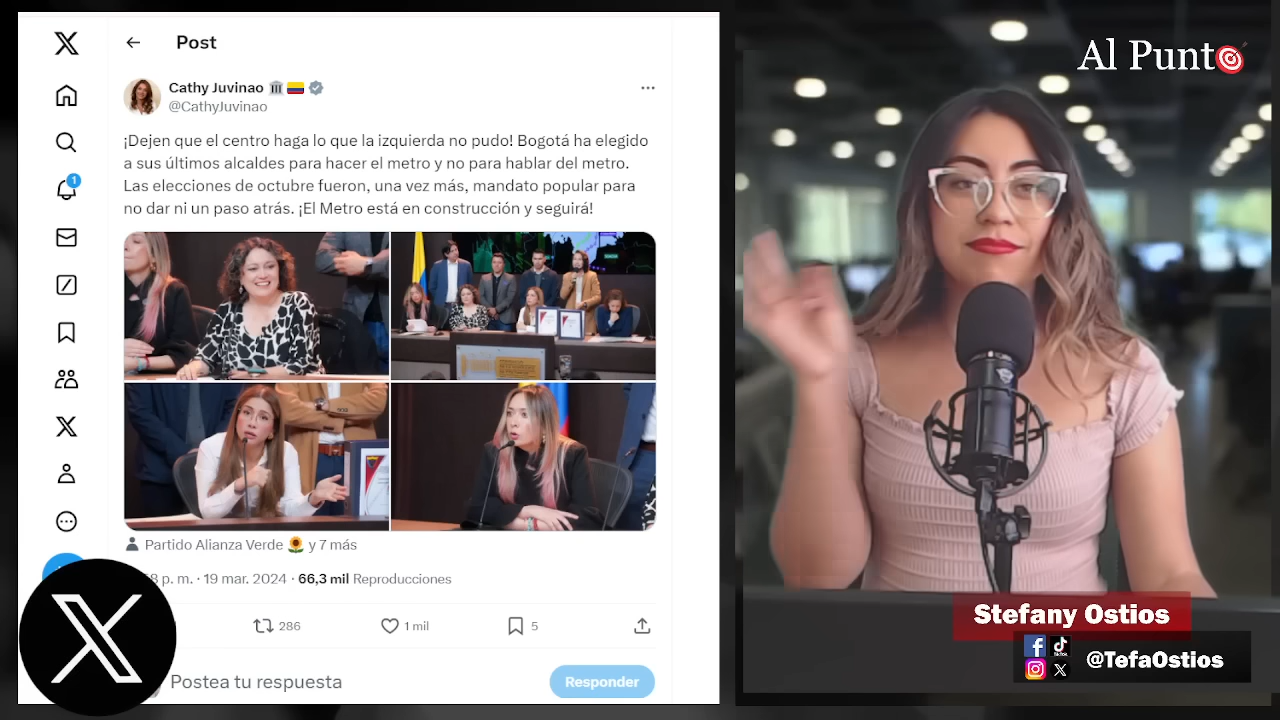 Post
Cathy Juvinao
@CathyJuvinao
¡Dejen que el centro haga lo que la izquierda no pudo! Bogotá ha elegido
a sus últimos alcaldes para hacer el metro y no para hablar del metro.
Las elecciones de octubre fueron, una vez más, mandato popular para
no dar ni un paso atrás. ¡El Metro está en construcción y seguirá!
Partido Alianza Verde 🌻 y 7 más
8 p. m. · 19 mar. 2024 · 66,3 mil Reproducciones
286
1 mil
5
Postea tu respuesta
Responder
1
Al Punto
Stefany Ostios
@TefaOstios